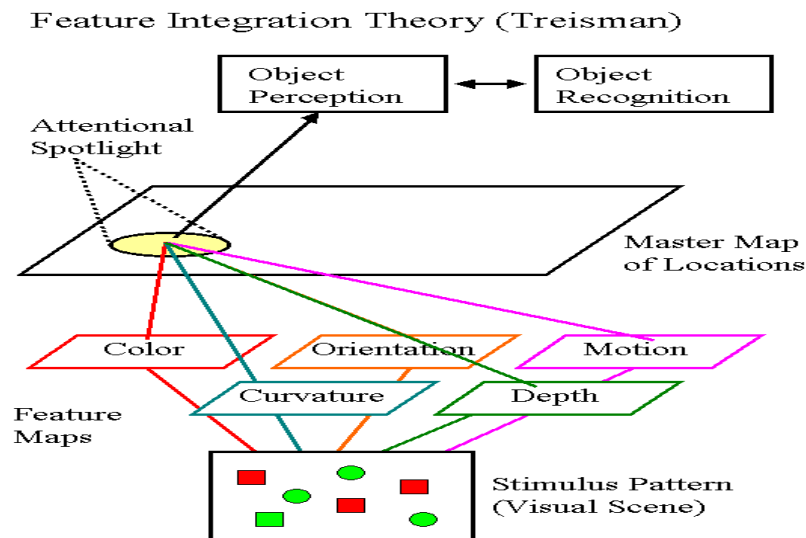 Feature Integration Theory (Treisman)
Object
Perception
Object
Recognition
Attentional
Spotlight
Master Map
of Locations
Color
Orientation
Motion
Curvature
Depth
Feature
Maps
Stimulus Pattern
(Visual Scene)